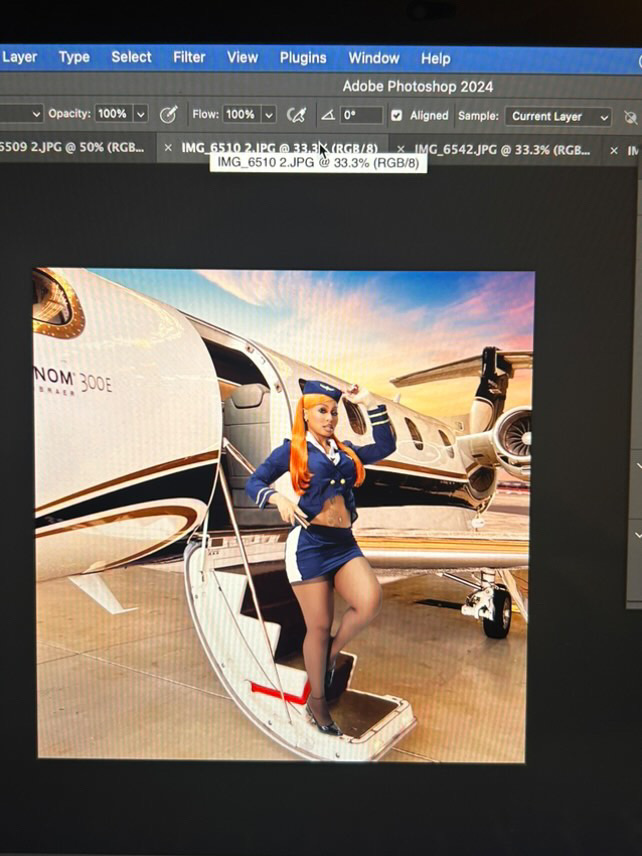 Layer Type Select Filter View Plugins Window Help
Adobe Photoshop 2024
Opacity: 100% Flow: 100% 0° Aligned Sample: Current Layer
6509 2.JPG @ 50% (RGB... × IMG_6510 2.JPG @ 33.3% (RGB/8) × IMG_6542.JPG @ 33.3% (RGB... ×
IMG_6510 2.JPG @ 33.3% (RGB/8)
NOM 300E
BRAER